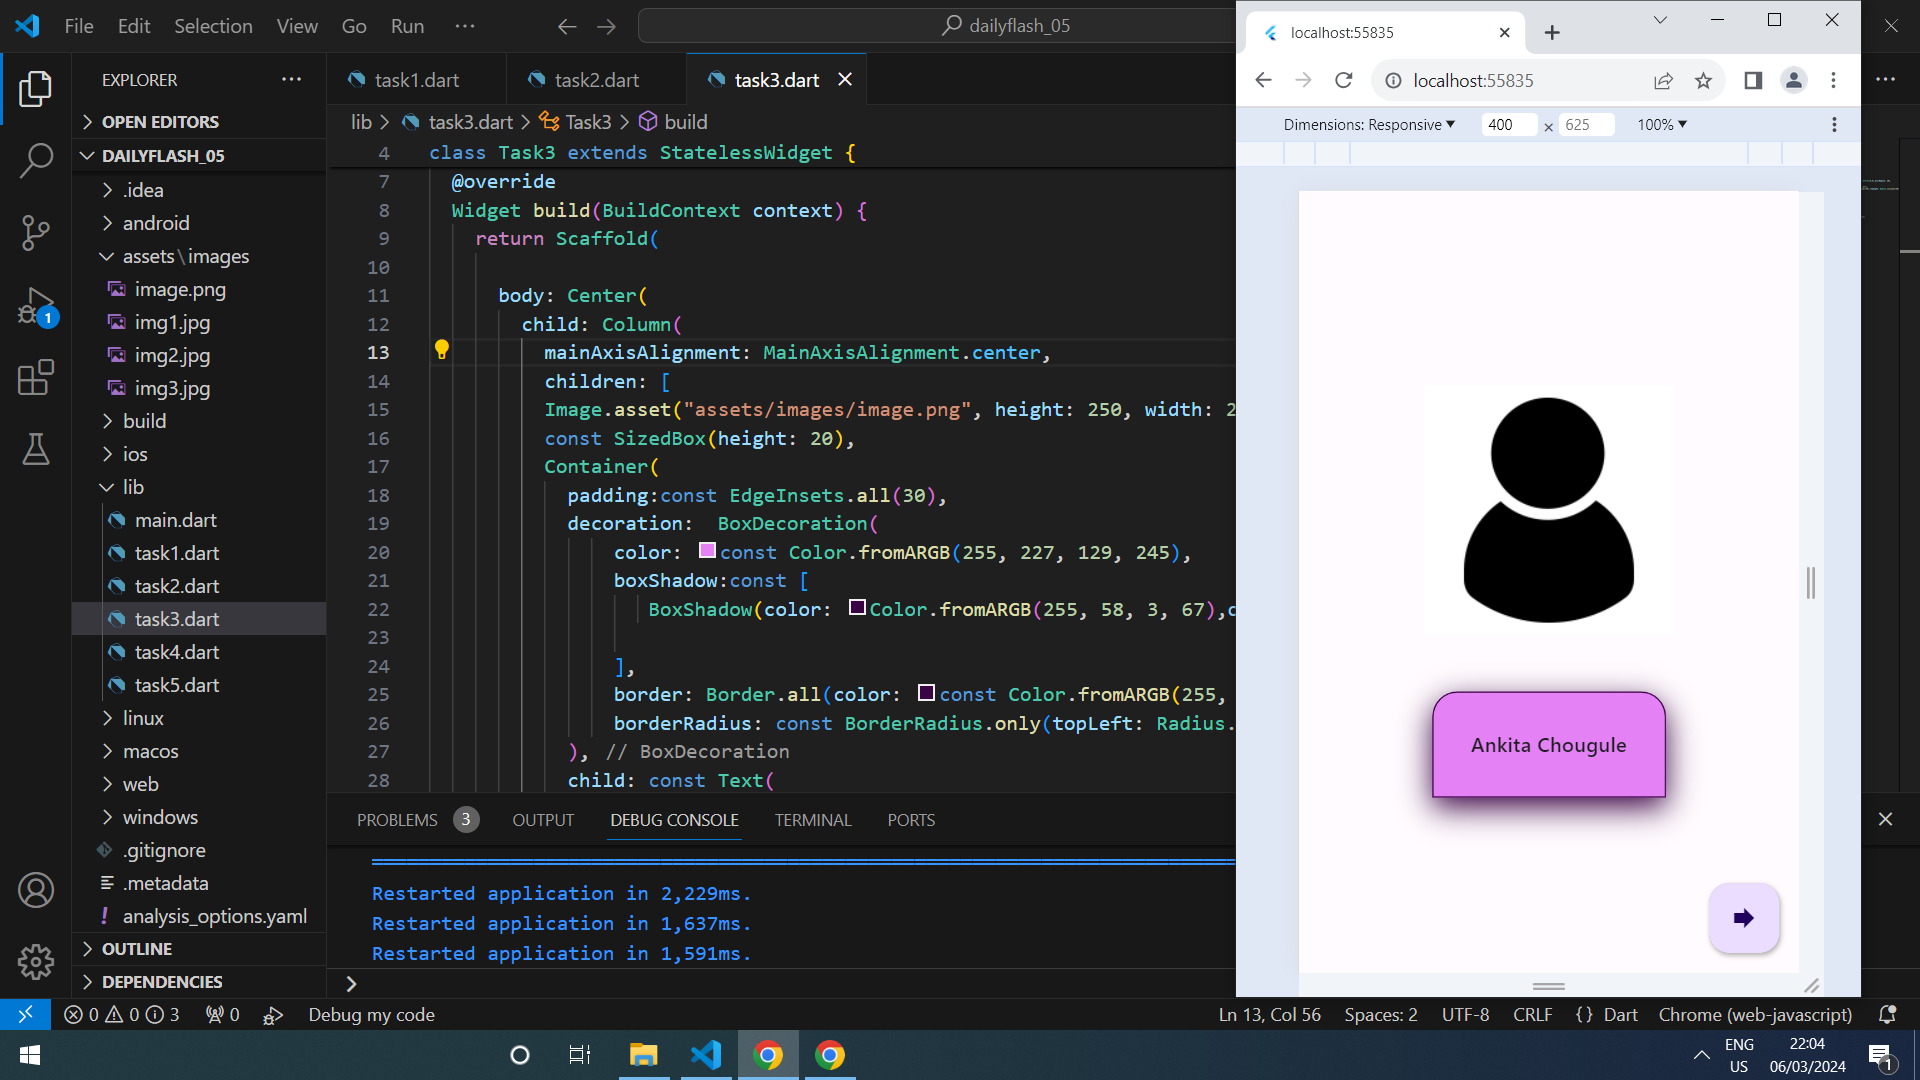 File Edit Selection View Go Run ···
dailyflash_05
EXPLORER
OPEN EDITORS
DAILYFLASH_05
.idea
android
assets\images
image.png
img1.jpg
img2.jpg
img3.jpg
build
ios
lib
main.dart
task1.dart
task2.dart
task3.dart
task4.dart
task5.dart
linux
macos
web
windows
.gitignore
.metadata
! analysis_options.yaml
OUTLINE
DEPENDENCIES
1
task1.dart task2.dart task3.dart
lib > task3.dart > Task3 > build
4 class Task3 extends StatelessWidget {
7 @override
8 Widget build(BuildContext context) {
9 return Scaffold(
10
11 body: Center(
12 child: Column(
13 mainAxisAlignment: MainAxisAlignment.center,
14 children: [
15 Image.asset("assets/images/image.png", height: 250, width: 2
16 const SizedBox(height: 20),
17 Container(
18 padding:const EdgeInsets.all(30),
19 decoration:  BoxDecoration(
20 color: const Color.fromARGB(255, 227, 129, 245),
21 boxShadow:const [
22 BoxShadow(color: Color.fromARGB(255, 58, 3, 67),
23
24 ],
25 border: Border.all(color: const Color.fromARGB(255,
26 borderRadius: const BorderRadius.only(topLeft: Radius.
27 ), // BoxDecoration
28 child: const Text(
PROBLEMS 3 OUTPUT DEBUG CONSOLE TERMINAL PORTS
Restarted application in 2,229ms.
Restarted application in 1,637ms.
Restarted application in 1,591ms.
localhost:55835
localhost:55835
Dimensions: Responsive 400 × 625 100%
Ankita Chougule
0 0 3 0 Debug my code Ln 13, Col 56 Spaces: 2 UTF-8 CRLF {} Dart Chrome (web-javascript)
ENG
US
22:04
06/03/2024
1